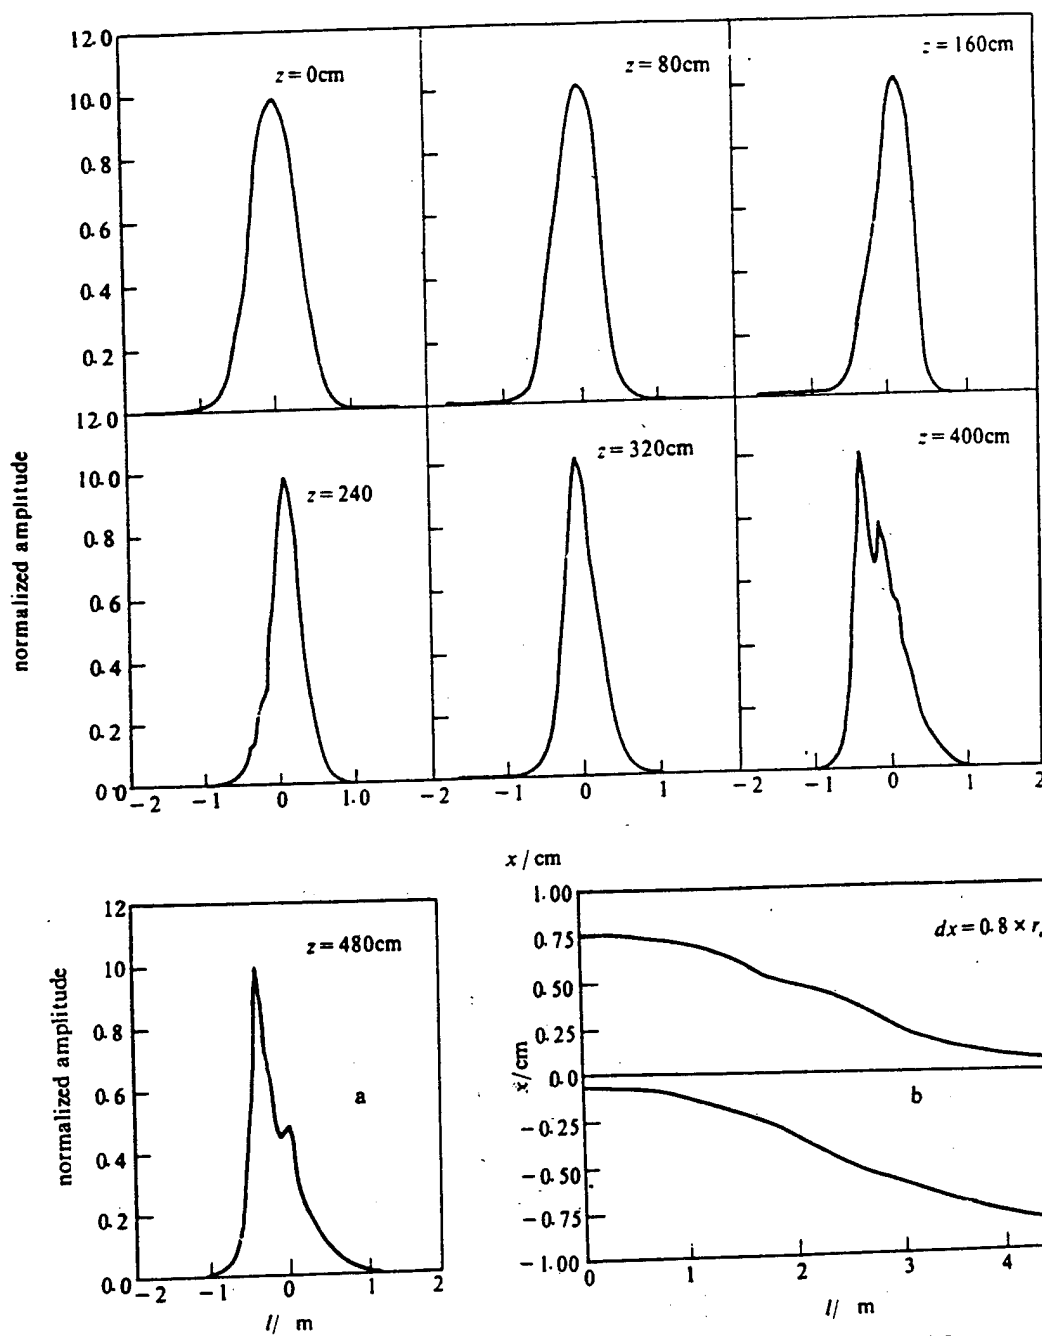 12.0
10.0
0.8
0.6
0.4
0.2
z = 0cm
z = 80cm
z = 160cm
12.0
10.0
0.8
0.6
0.4
0.2
0.0
normalized amplitude
z = 240
z = 320cm
z = 400cm
-2 -1 0 1.0 -2 -1 0 1 -2 -1 0 1 2
x / cm
12
10
0.8
0.6
0.4
0.2
0.0
normalized amplitude
z = 480cm
a
-2 -1 0 1 2
l/ m
1.00
0.75
0.50
0.25
0.0
-0.25
-0.50
-0.75
-1.00
x/cm
dx = 0.8 × r
b
0 1 2 3 4
l/ m